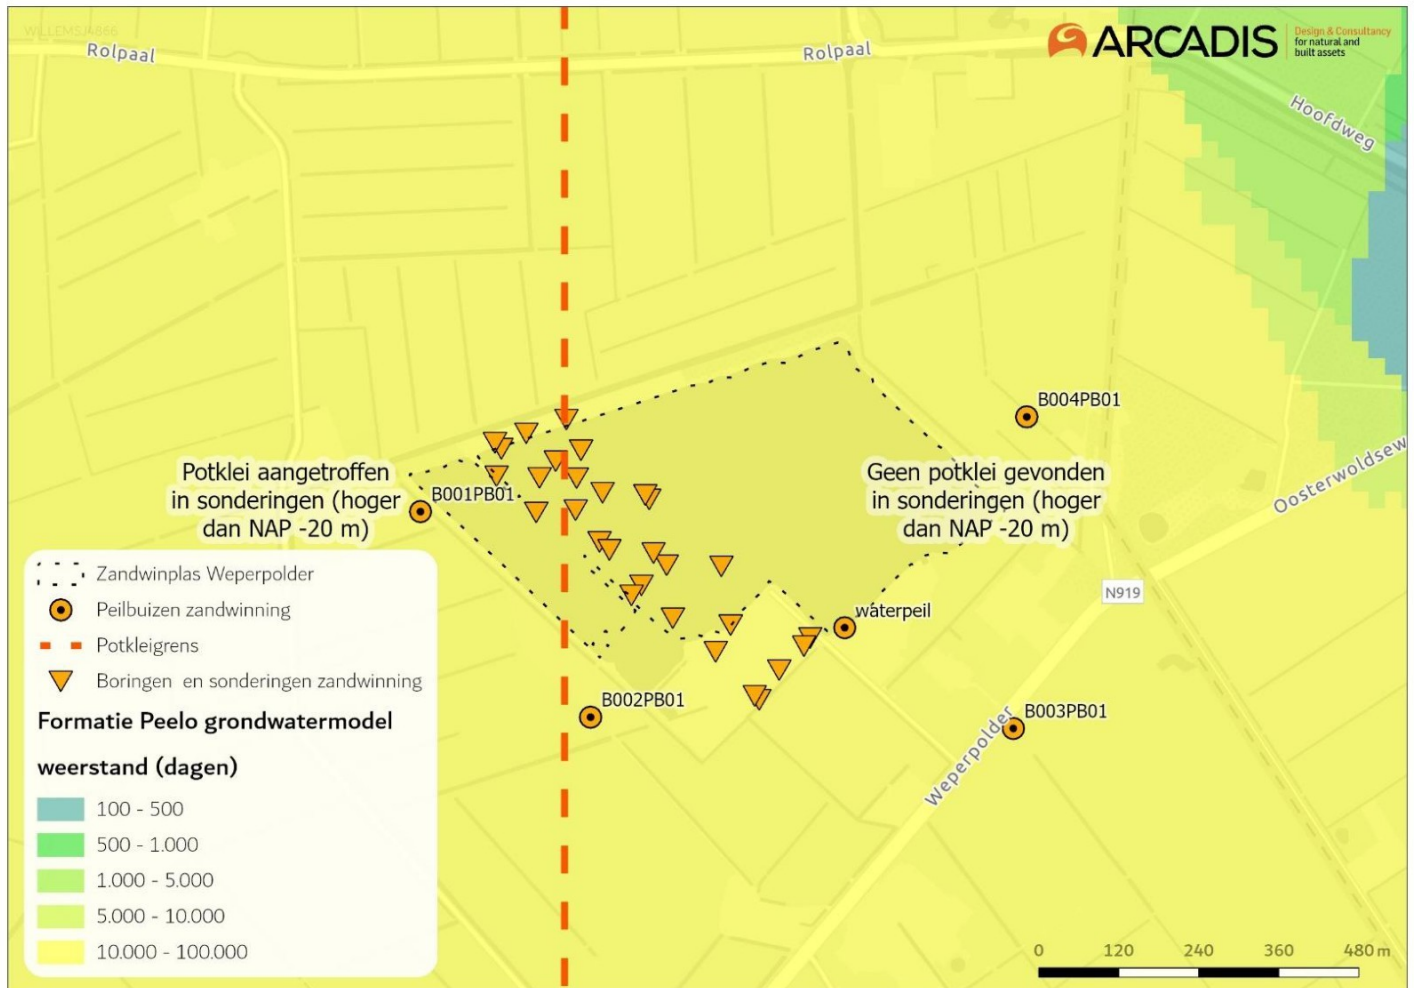 WILLEMSJ4866
Rolpaal
Rolpaal
ARCADIS
Design & Consultancy
for natural and
built assets
Hoofdweg
B004PB01
Potklei aangetroffen
in sonderingen (hoger
dan NAP -20 m)
B001PB01
Geen potklei gevonden
in sonderingen (hoger
dan NAP -20 m)
Oosterwoldsew
N919
waterpeil
B002PB01
B003PB01
Weperpolder
Zandwinplas Weperpolder
Peilbuizen zandwinning
Potkleigrens
Boringen en sonderingen zandwinning
Formatie Peelo grondwatermodel
weerstand (dagen)
100 - 500
500 - 1.000
1.000 - 5.000
5.000 - 10.000
10.000 - 100.000
0 120 240 360 480 m